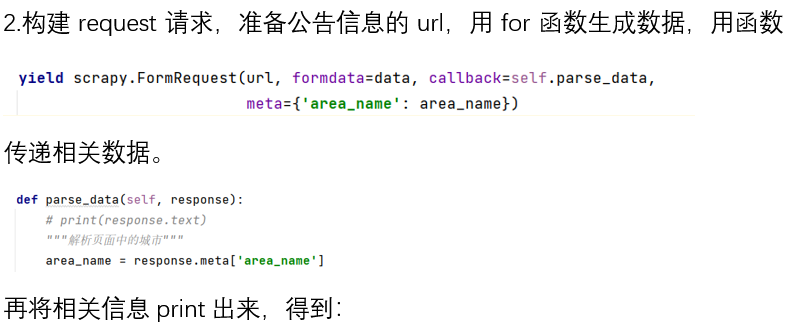 2.构建 request 请求，准备公告信息的 url，用 for 函数生成数据，用函数
yield scrapy.FormRequest(url, formdata=data, callback=self.parse_data,
meta={'area_name': area_name})
传递相关数据。
def parse_data(self, response):
# print(response.text)
"""解析页面中的城市"""
area_name = response.meta['area_name']
再将相关信息 print 出来，得到：